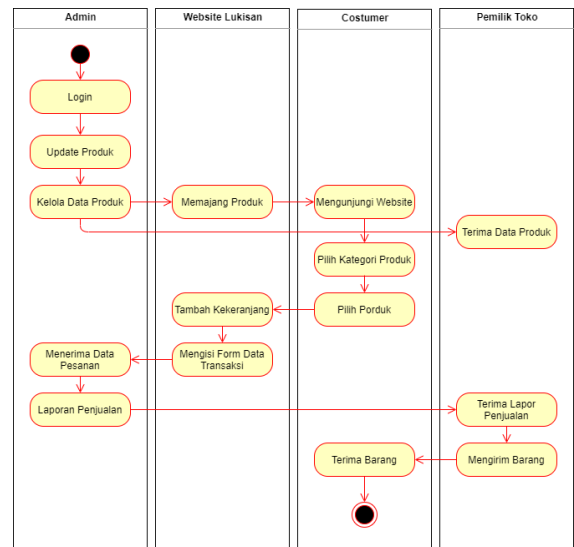 Admin
Website Lukisan
Costumer
Pemilik Toko
Login
Update Produk
Kelola Data Produk
Memajang Produk
Mengunjungi Website
Terima Data Produk
Pilih Kategori Produk
Tambah Kekeranjang
Pilih Porduk
Menerima Data
Pesanan
Mengisi Form Data
Transaksi
Laporan Penjualan
Terima Lapor
Penjualan
Terima Barang
Mengirim Barang